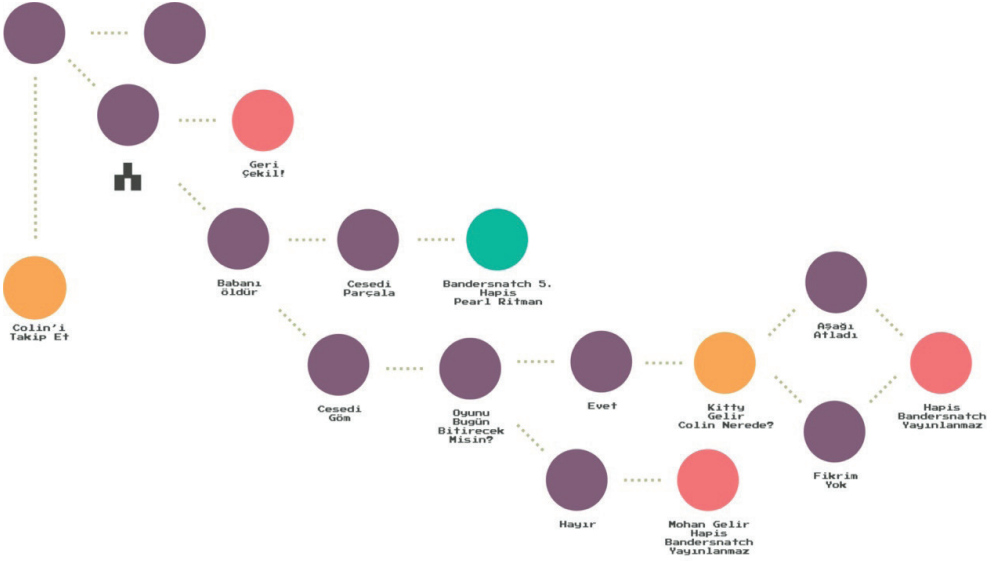 Geri
Çekil!
Colin'i
Takip Et
Babanı
öldür
Cesedi
Parçala
Bandersnatch 5.
Hapis
Pearl Ritman
Aşağı
Atladı
Cesedi
Göm
Oyunu
Bugün
Bitirecek
Misin?
Evet
Kitty
Gelir
Colin Nerede?
Hapis
Bandersnatch
Yayınlanmaz
Fikrim
Yok
Hayır
Mohan Gelir
Hapis
Bandersnatch
Yayınlanmaz